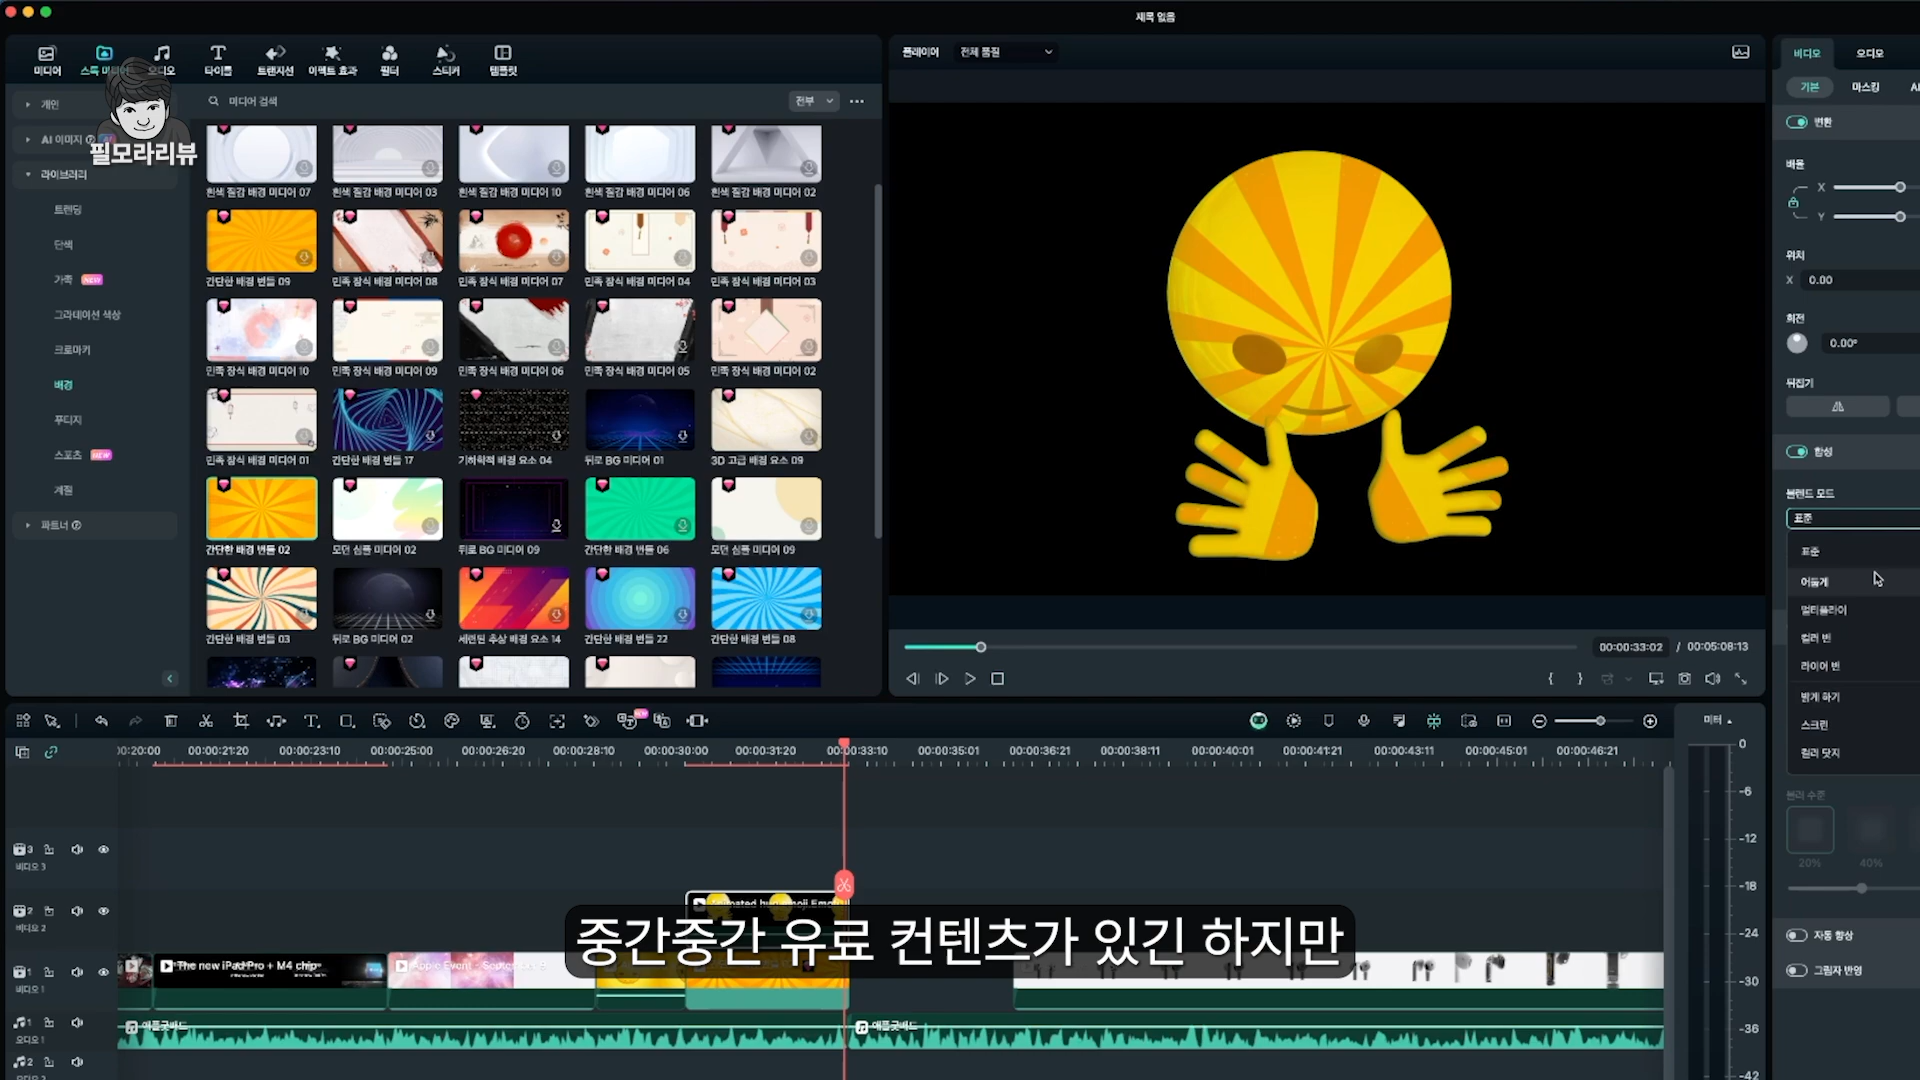 제목 없음
미디어
스톡 미디어
오디오
타이틀
트랜지션
이펙트 효과
필터
스티커
템플릿
플레이어
전체 품질
비디오
오디오
기본
마스킹
AI
개인
AI 이미지
필모라리뷰
라이브러리
트렌딩
단색
가족 NEW
그라데이션 색상
크로마키
배경
푸티지
스포츠 NEW
계절
파트너
미디어 검색
전부
흰색 질감 배경 미디어 07
흰색 질감 배경 미디어 03
흰색 질감 배경 미디어 10
흰색 질감 배경 미디어 06
흰색 질감 배경 미디어 02
간단한 배경 번들 09
민족 장식 배경 미디어 08
민족 장식 배경 미디어 07
민족 장식 배경 미디어 04
민족 장식 배경 미디어 03
민족 장식 배경 미디어 10
민족 장식 배경 미디어 09
민족 장식 배경 미디어 06
민족 장식 배경 미디어 05
민족 장식 배경 미디어 02
민족 장식 배경 미디어 01
간단한 배경 번들 17
기하학적 배경 요소 04
뒤로 BG 미디어 01
3D 고급 배경 요소 09
간단한 배경 번들 02
모던 심플 미디어 02
뒤로 BG 미디어 09
간단한 배경 번들 06
모던 심플 미디어 09
간단한 배경 번들 03
뒤로 BG 미디어 02
세련된 추상 배경 요소 14
간단한 배경 번들 22
간단한 배경 번들 08
00:00:33:02 / 00:05:08:13
변환
배율
X
Y
위치
X 0.00
회전
0.00°
뒤집기
합성
블렌드 모드
표준
표준
어둡게
멀티플라이
컬러 번
라이어 번
밝게 하기
스크린
컬러 닷지
20%
40%
자동 향상
그림자 반영
미터
0
-6
-12
-18
-24
-30
-36
-42
00:20:00
00:00:21:20
00:00:23:10
00:00:25:00
00:00:26:20
00:00:28:10
00:00:30:00
00:00:31:20
00:00:33:10
00:00:35:01
00:00:36:21
00:00:38:11
00:00:40:01
00:00:41:21
00:00:43:11
00:00:45:01
00:00:46:21
3
비디오 3
2
비디오 2
1
비디오 1
1
오디오 1
2
오디오 2
The new iPad Pro + M4 chip
Apple Event - September 9
Animated hug emoji.Emoti
애플굿바드
애플굿바드
중간중간 유료 컨텐츠가 있긴 하지만